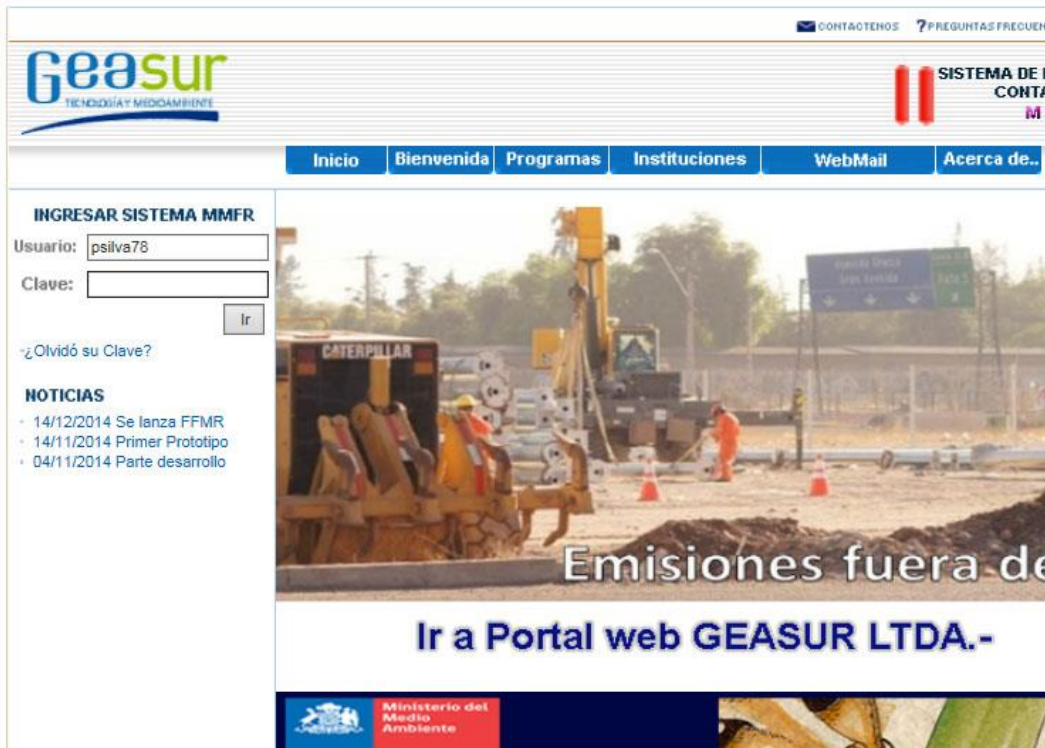 CONTACTENOS ?PREGUNTAS FRECUEN
Geasur
TECNOLOGÍA Y MEDIOAMBIENTE
SISTEMA DE
CONTA
M
Inicio Bienvenida Programas Instituciones WebMail Acerca de..
INGRESAR SISTEMA MMFR
Usuario: psilva78
Clave:
Ir
-¿Olvidó su Clave?
NOTICIAS
14/12/2014 Se lanza FFMR
14/11/2014 Primer Prototipo
04/11/2014 Parte desarrollo
CATERPILLAR
Emisiones fuera de
Ir a Portal web GEASUR LTDA.-
Ministerio del
Medio
Ambiente